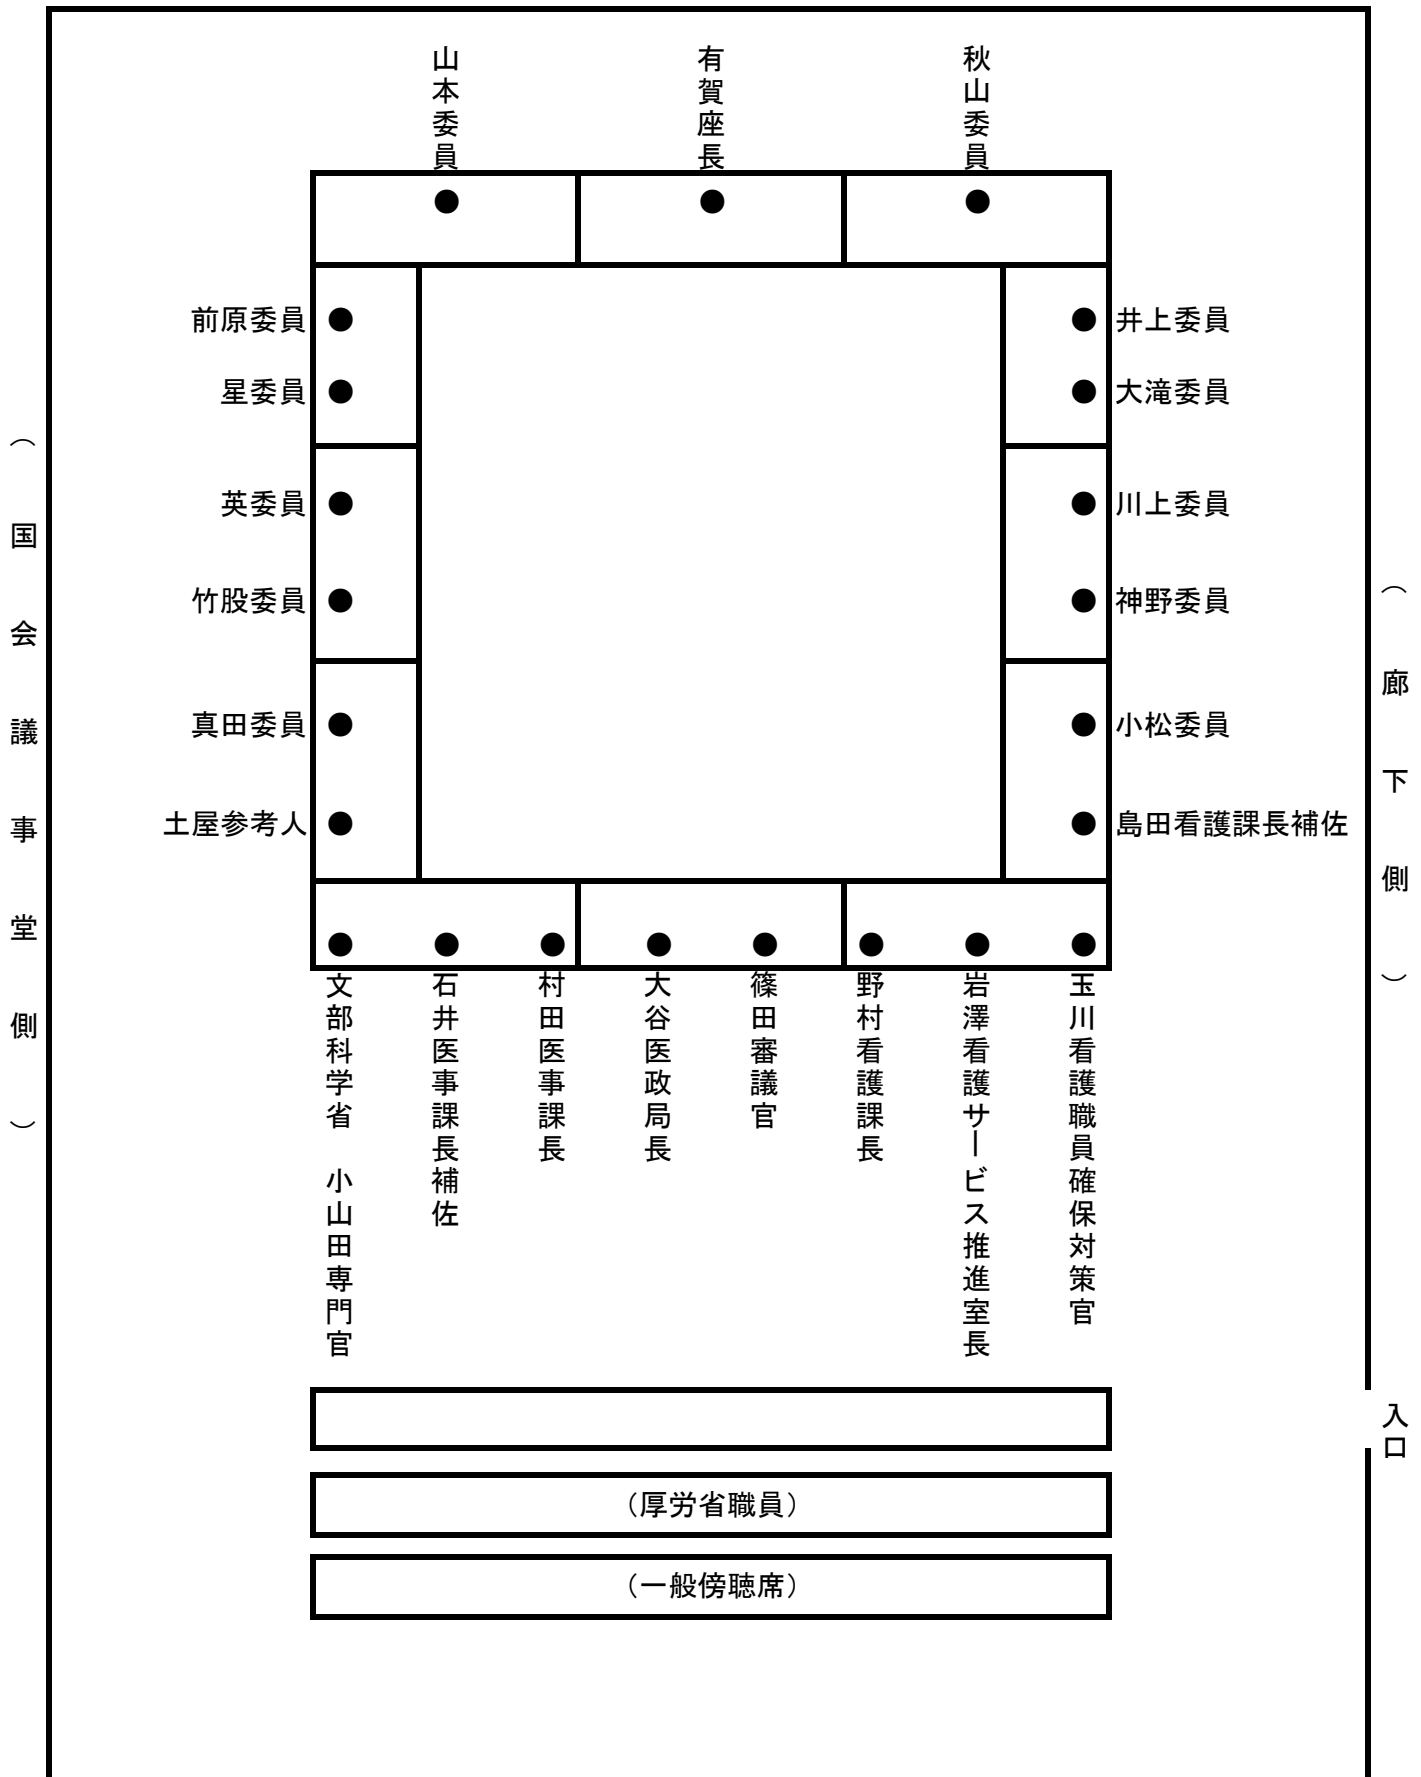 山本委員
有賀座長
秋山委員
前原委員
井上委員
星委員
大滝委員
英委員
川上委員
竹股委員
神野委員
真田委員
小松委員
土屋参考人
島田看護課長補佐
（国会議事堂側）
（廊下側）
文部科学省　小山田専門官
石井医事課長補佐
村田医事課長
大谷医政局長
篠田審議官
野村看護課長
岩澤看護サービス推進室長
玉川看護職員確保対策官
入口
（厚労省職員）
（一般傍聴席）